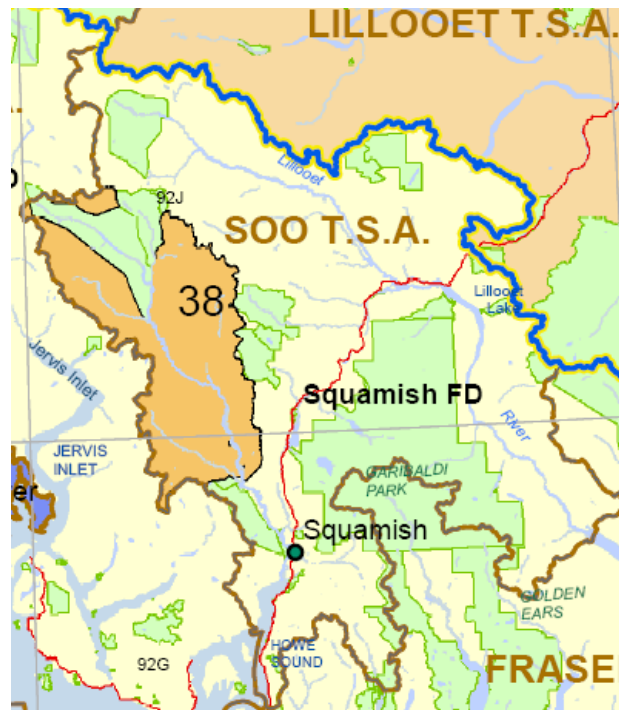 LILLOOET T.S.A.
Lillooet
92J
SOO T.S.A.
38
Lillooet
Lake
Jervis Inlet
Squamish FD
River
JERVIS
INLET
GARIBALDI
PARK
er
Squamish
GOLDEN
EARS
HOWE
SOUND
92G
FRASE